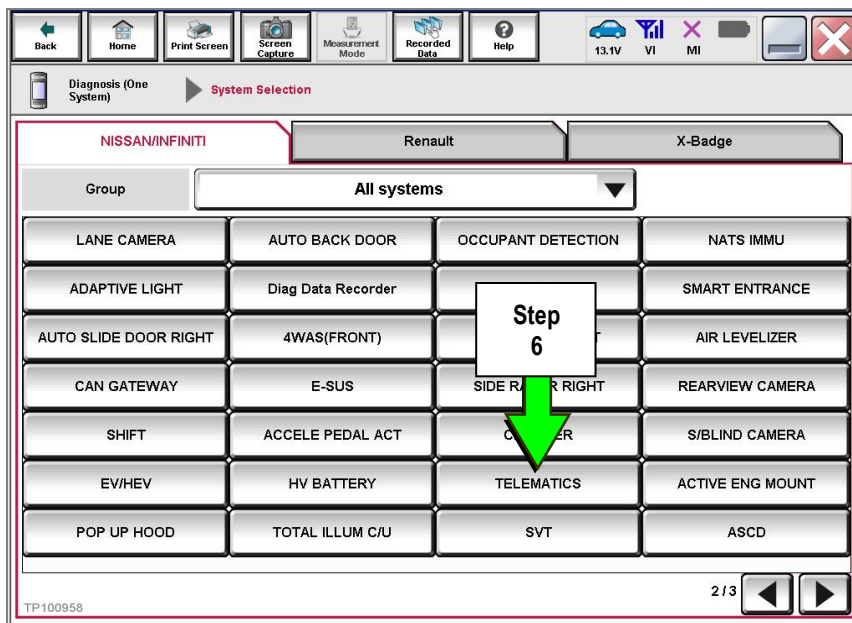 Back
Home
Print Screen
Screen
Capture
Measurement
Mode
Recorded
Data
Help
13.1V
VI
MI
Diagnosis (One
System)
System Selection
NISSAN/INFINITI
Renault
X-Badge
Group
All systems
LANE CAMERA
AUTO BACK DOOR
OCCUPANT DETECTION
NATS IMMU
ADAPTIVE LIGHT
Diag Data Recorder
SMART ENTRANCE
Step
6
AUTO SLIDE DOOR RIGHT
4WAS(FRONT)
AIR LEVELIZER
CAN GATEWAY
E-SUS
SIDE RIGHT
REARVIEW CAMERA
SHIFT
ACCELE PEDAL ACT
S/BLIND CAMERA
EV/HEV
HV BATTERY
TELEMATICS
ACTIVE ENG MOUNT
POP UP HOOD
TOTAL ILLUM C/U
SVT
ASCD
2/3
TP100958